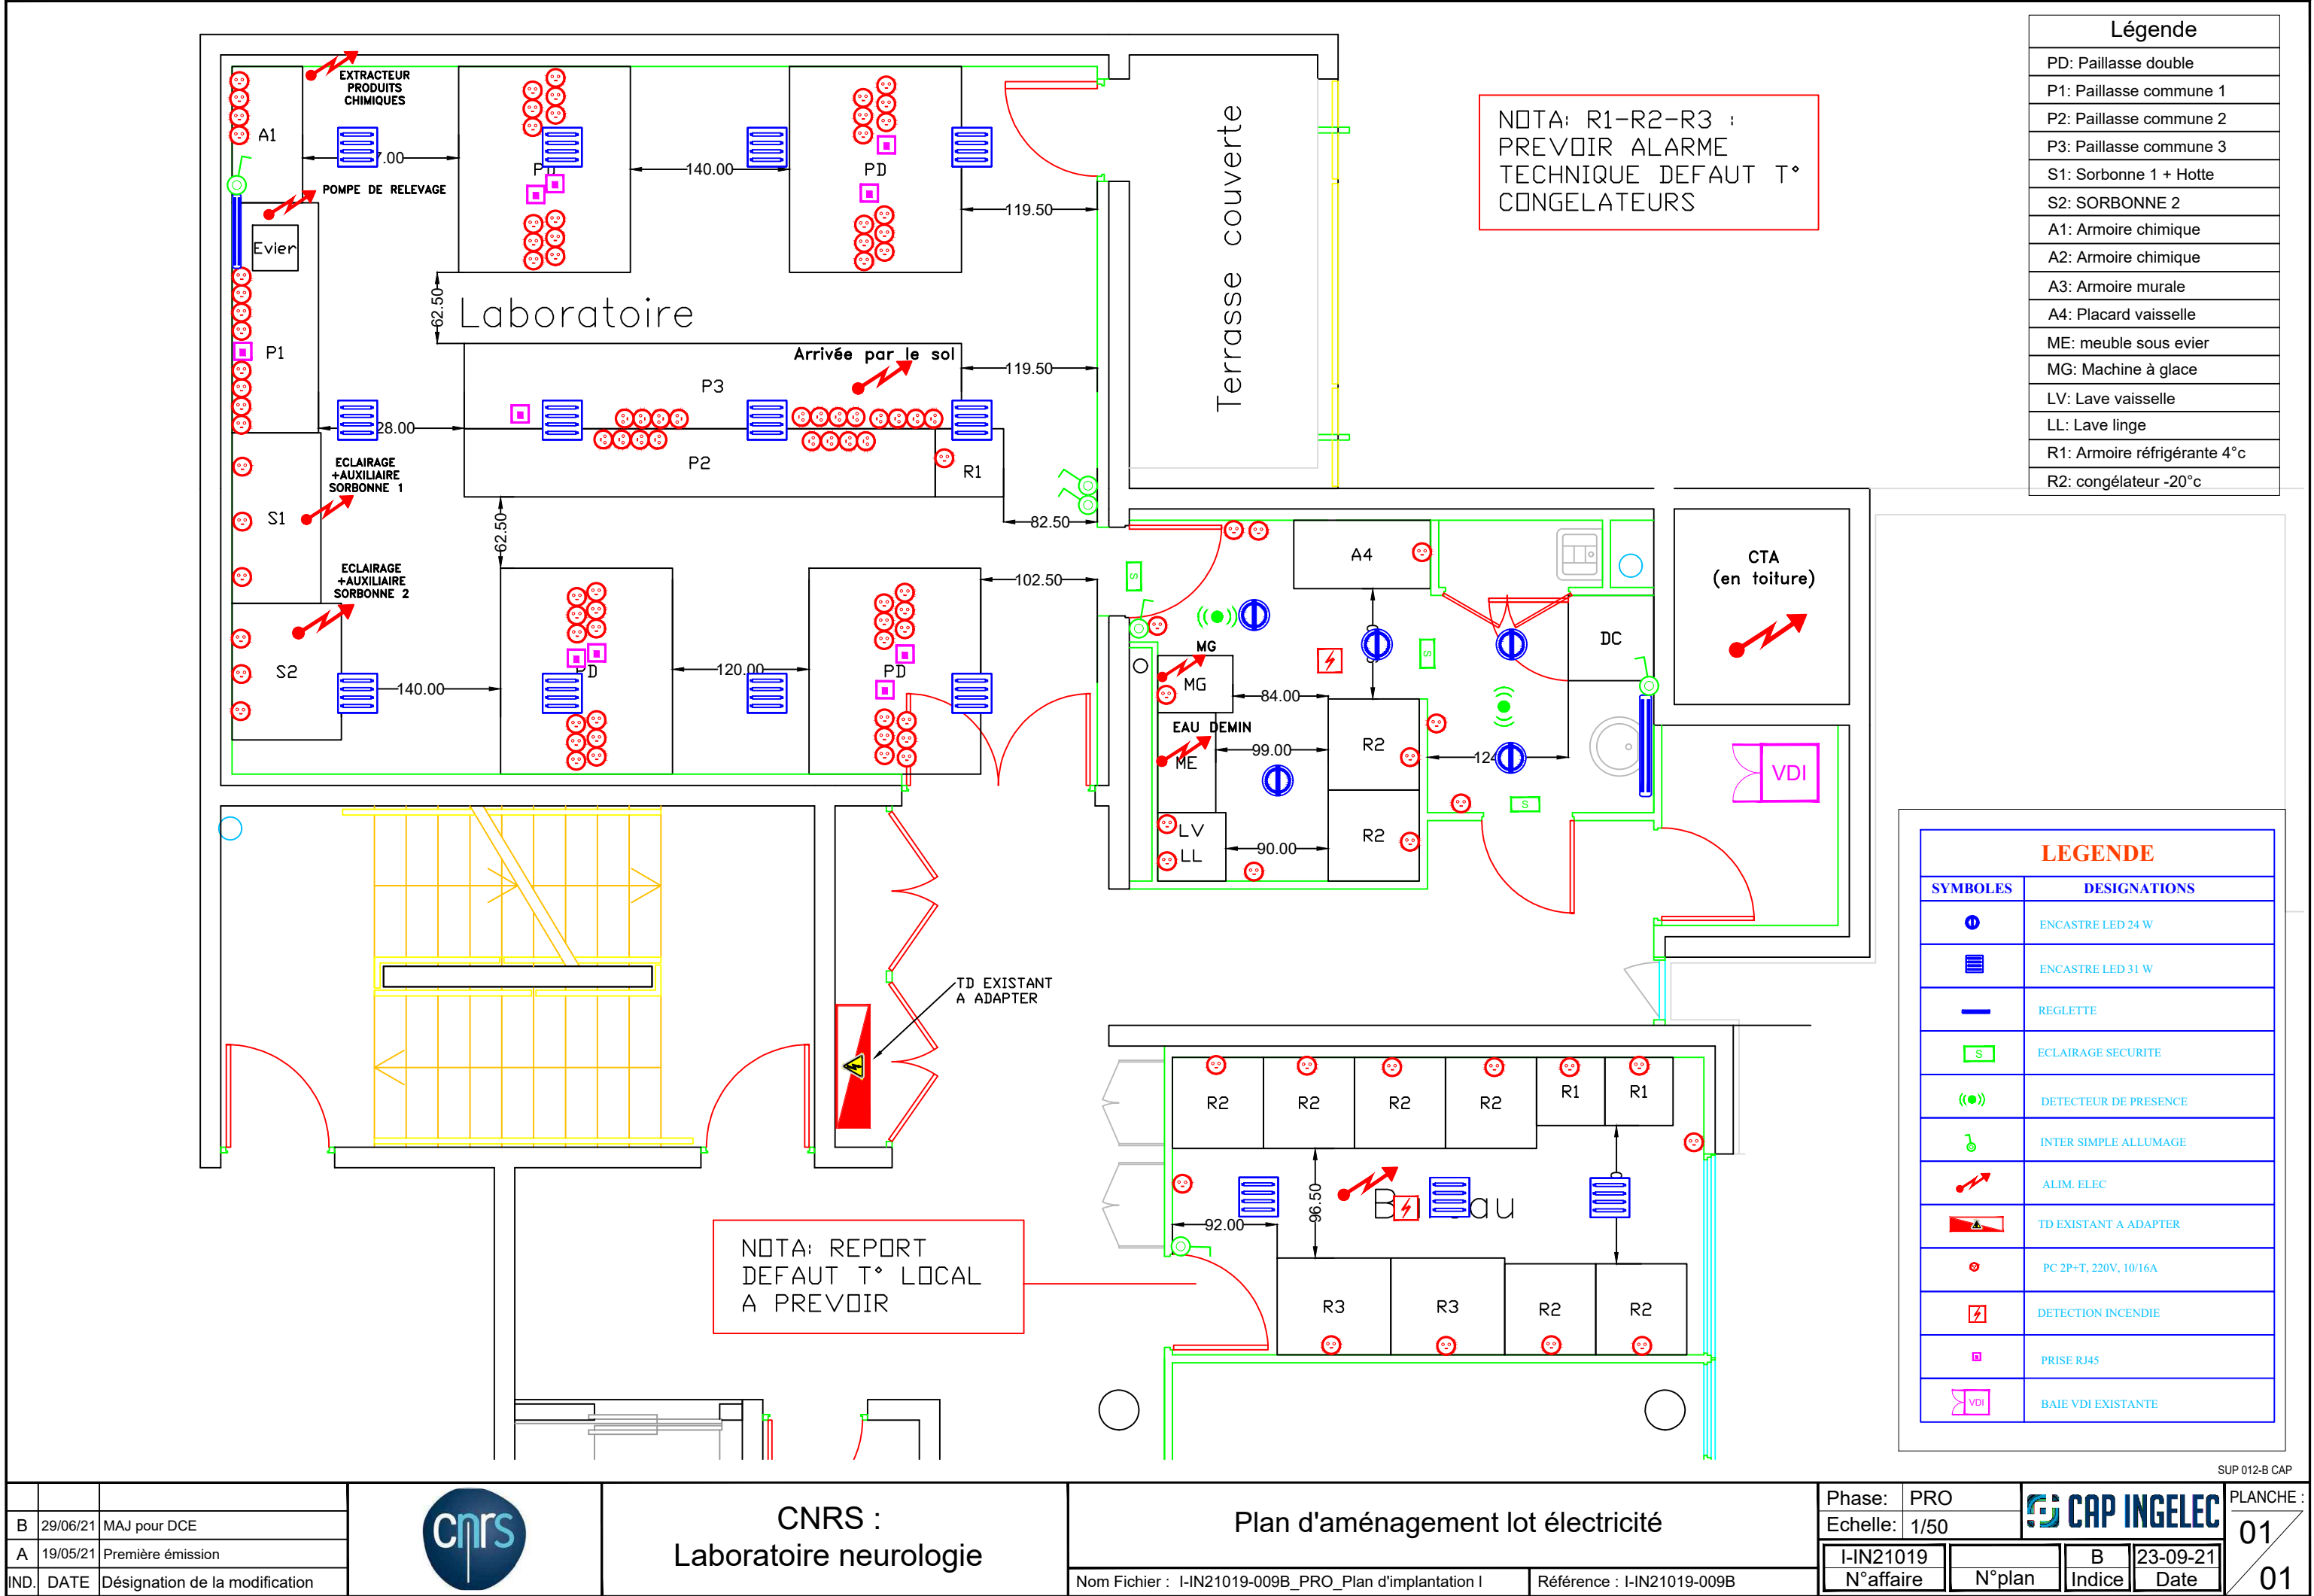 EXTRACTEUR
PRODUITS
CHIMIQUES
A1
7.00
PD
140.00
PD
119.50
POMPE DE RELEVAGE
Evier
62.50
Laboratoire
P1
Arrivée par le sol
119.50
P3
28.00
P2
R1
ECLAIRAGE
+AUXILIAIRE
SORBONNE 1
S1
62.50
82.50
ECLAIRAGE
+AUXILIAIRE
SORBONNE 2
102.50
S2
140.00
PD
120.00
PD
Terrasse couverte
NOTA: R1-R2-R3 :
PREVOIR ALARME
TECHNIQUE DEFAUT T°
CONGELATEURS
A4
S
S
DC
CTA
(en toiture)
MG
MG
84.00
EAU DEMIN
ME
99.00
R2
124
S
VDI
LV
LL
90.00
R2
TD EXISTANT
A ADAPTER
R2
R2
R2
R2
R1
R1
92.00
96.50
B au
R3
R3
R2
R2
NOTA: REPORT
DEFAUT T° LOCAL
A PREVOIR
Légende
PD: Paillasse double
P1: Paillasse commune 1
P2: Paillasse commune 2
P3: Paillasse commune 3
S1: Sorbonne 1 + Hotte
S2: SORBONNE 2
A1: Armoire chimique
A2: Armoire chimique
A3: Armoire murale
A4: Placard vaisselle
ME: meuble sous evier
MG: Machine à glace
LV: Lave vaisselle
LL: Lave linge
R1: Armoire réfrigérante 4°c
R2: congélateur -20°c
LEGENDE
SYMBOLES DESIGNATIONS
ENCASTRE LED 24 W
ENCASTRE LED 31 W
REGLETTE
S ECLAIRAGE SECURITE
DETECTEUR DE PRESENCE
INTER SIMPLE ALLUMAGE
ALIM. ELEC
TD EXISTANT A ADAPTER
PC 2P+T, 220V, 10/16A
DETECTION INCENDIE
PRISE RJ45
VDI BAIE VDI EXISTANTE
SUP 012-B CAP
B 29/06/21 MAJ pour DCE
A 19/05/21 Première émission
IND. DATE Désignation de la modification
cnrs
CNRS :
Laboratoire neurologie
Plan d'aménagement lot électricité
Nom Fichier : I-IN21019-009B_PRO_Plan d'implantation l
Référence : I-IN21019-009B
Phase: PRO
Echelle: 1/50
CAP INGELEC
I-IN21019
N°affaire
N°plan
B
Indice
23-09-21
Date
PLANCHE :
01
01